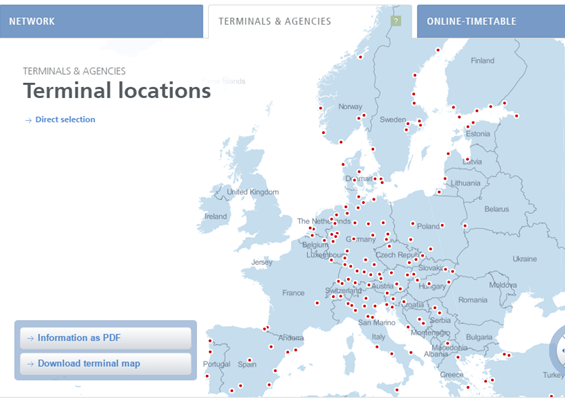 NETWORK
TERMINALS & AGENCIES
?
ONLINE-TIMETABLE
TERMINALS & AGENCIES
Terminal locations
→ Direct selection
Finland
Norway
Sweden
Estonia
Latvia
Denmark
Lithuania
United Kingdom
Ireland
Belarus
The Netherlands
Poland
Belgium
Germany
Luxembourg
Czech Republic
Ukraine
Jersey
Slovakia
France
Switzerland
Austria
Hungary
Moldova
Croatia
Romania
San Marino
Serbia
Andorra
Italy
Montenegro
Bulgaria
Macedonia
Albania
Portugal
Spain
Greece
Turkey
→ Information as PDF
→ Download terminal map